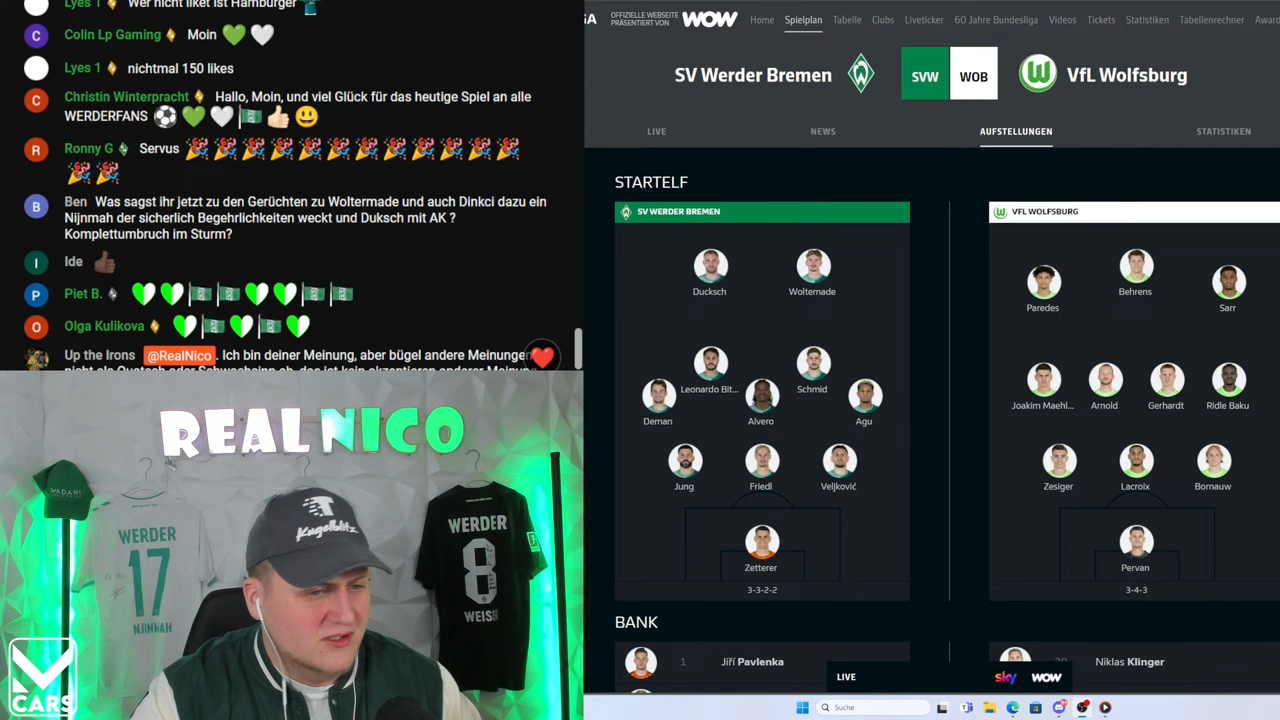 Lyes 1 Wer nicht liket ist Hamburger
Colin Lp Gaming Moin 💚🤍
Lyes 1 nichtmal 150 likes
Christin Winterpracht Hallo, Moin, und viel Glück für das heutige Spiel an alle
WERDERFANS
Ronny G Servus
Ben Was sagst ihr jetzt zu den Gerüchten zu Woltemade und auch Dinkci dazu ein
Nijnmah der sicherlich Begehrlichkeiten weckt und Duksch mit AK ?
Komplettumbruch im Sturm?
Ide
Piet B.
Olga Kulikova
Up the Irons @RealNico. Ich bin deiner Meinung, aber bügel andere Meinungen
REALNICO
WADAHI
WERDER
17
NJINMAH
WERDER
8
WEISER
Kugelblitz
CARS
OFFIZIELLE WEBSEITE
PRÄSENTIERT VON
WOW
Home Spielplan Tabelle Clubs Liveticker 60 Jahre Bundesliga Videos Tickets Statistiken Tabellenrechner Award
SV Werder Bremen SVW WOB VfL Wolfsburg
LIVE NEWS AUFSTELLUNGEN STATISTIKEN
STARTELF
SV WERDER BREMEN
Ducksch Woltemade
Leonardo Bit... Schmid
Deman Alvero Agu
Jung Friedl Veljković
Zetterer
3-3-2-2
VFL WOLFSBURG
Behrens
Paredes Sarr
Joakim Maehl... Arnold Gerhardt Ridle Baku
Zesiger Lacroix Bornauw
Pervan
3-4-3
BANK
1 Jiří Pavlenka
Niklas Klinger
LIVE sky WOW
Suche